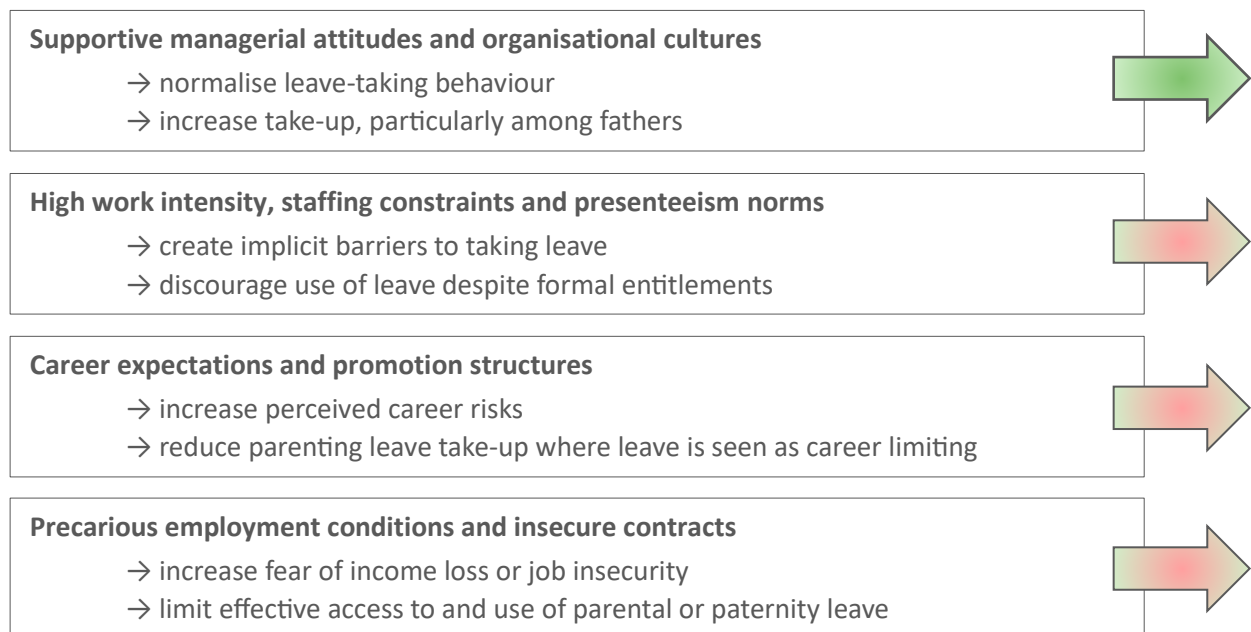 Supportive managerial attitudes and organisational cultures
→ normalise leave-taking behaviour
→ increase take-up, particularly among fathers
High work intensity, staffing constraints and presenteeism norms
→ create implicit barriers to taking leave
→ discourage use of leave despite formal entitlements
Career expectations and promotion structures
→ increase perceived career risks
→ reduce parenting leave take-up where leave is seen as career limiting
Precarious employment conditions and insecure contracts
→ increase fear of income loss or job insecurity
→ limit effective access to and use of parental or paternity leave